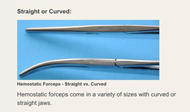 Straight or Curved:
Hemostatic Forceps - Straight vs. Curved
Hemostatic forceps come in a variety of sizes with curved or
straight jaws.